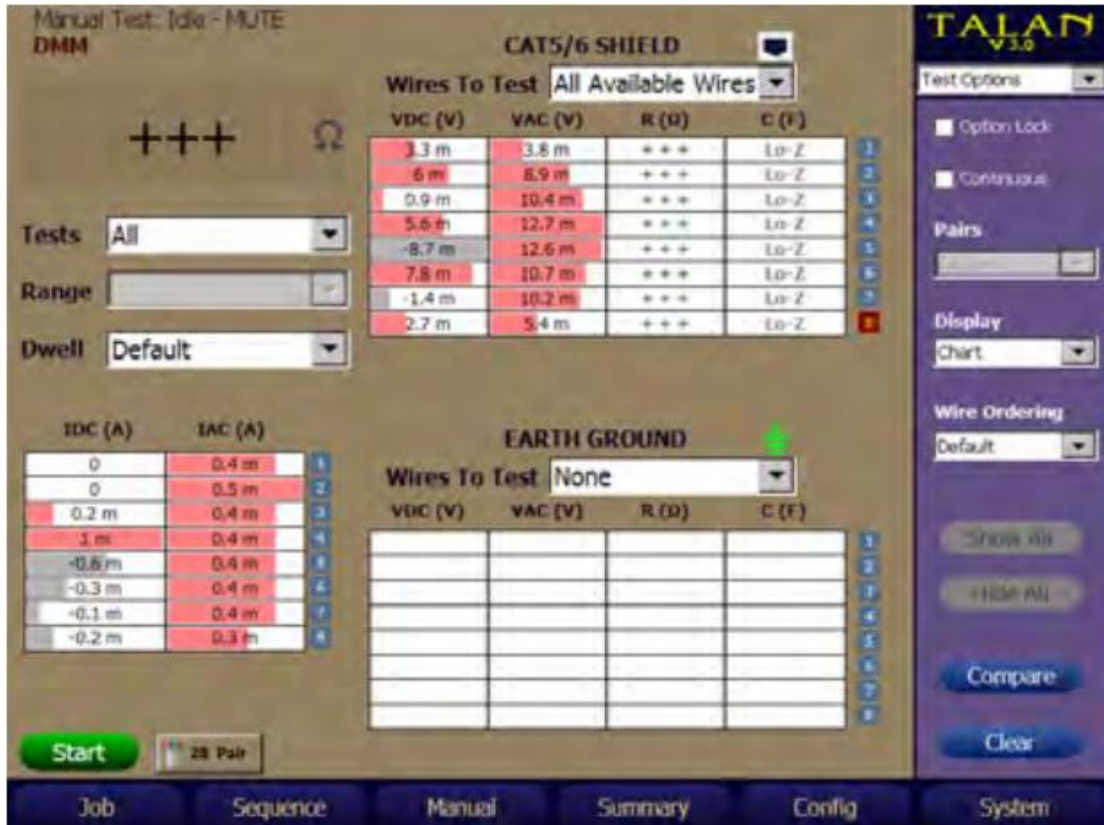 Manual Test: Idle - MUTE
DMM
+++ Ω
Tests All
Range
Dwell Default
CAT5/6 SHIELD
Wires To Test All Available Wires
VDC (V) VAC (V) R (Ω) C (F)
3.3 m 3.8 m +++ Lo-Z 1
6 m 8.9 m +++ Lo-Z 2
0.9 m 10.4 m +++ Lo-Z 3
5.6 m 12.7 m +++ Lo-Z 4
-8.7 m 12.6 m +++ Lo-Z 5
7.8 m 10.7 m +++ Lo-Z 6
-1.4 m 10.2 m +++ Lo-Z 7
2.7 m 5.4 m +++ Lo-Z 8
IDC (A) IAC (A)
0 0.4 m 1
0 0.5 m 2
0.2 m 0.4 m 3
1 m 0.4 m 4
-0.6 m 0.4 m 5
-0.3 m 0.4 m 6
-0.1 m 0.4 m 7
-0.2 m 0.3 m 8
EARTH GROUND
Wires To Test None
VDC (V) VAC (V) R (Ω) C (F)
1
2
3
4
5
6
7
8
Start 28 Pair
TALAN
V 3.0
Test Options
Option Lock
Continuous
Pairs
Display
Chart
Wire Ordering
Default
Show All
Hide All
Compare
Clear
Job Sequence Manual Summary Config System